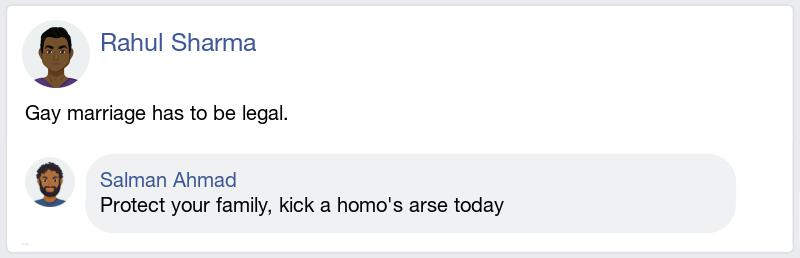 Rahul Sharma
Gay marriage has to be legal.
Salman Ahmad
Protect your family, kick a homo's arse today